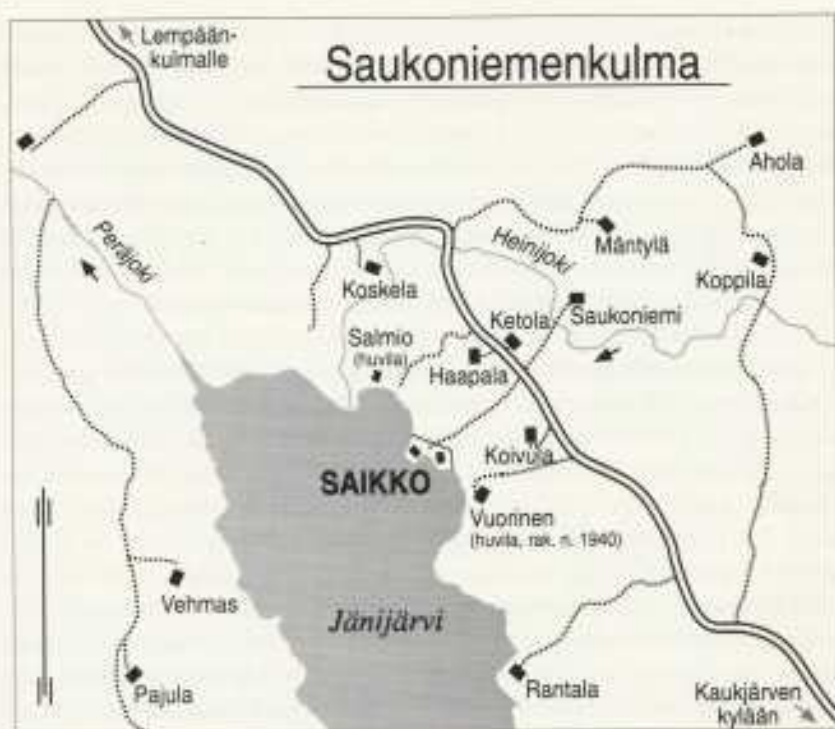 Lempään-
kulmalle
Saukoniemenkulma
Ahola
Peräjoki
Heinijoki
Mäntylä
Koppila
Koskela
Saukoniemi
Ketola
Salmio
(huvila)
Haapala
SAIKKO
Koivula
Vuorinen
(huvila, rak. n. 1940)
Vehmas
Jänijärvi
Pajula
Rantala
Kaukjärven
kylään